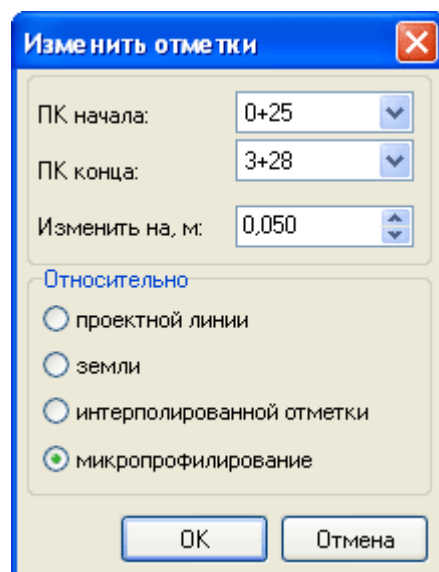 Изменить отметки
ПК начала: 0+25
ПК конца: 3+28
Изменить на, м: 0,050
Относительно
проектной линии
земли
интерполированной отметки
микропрофилирование
OK Отмена